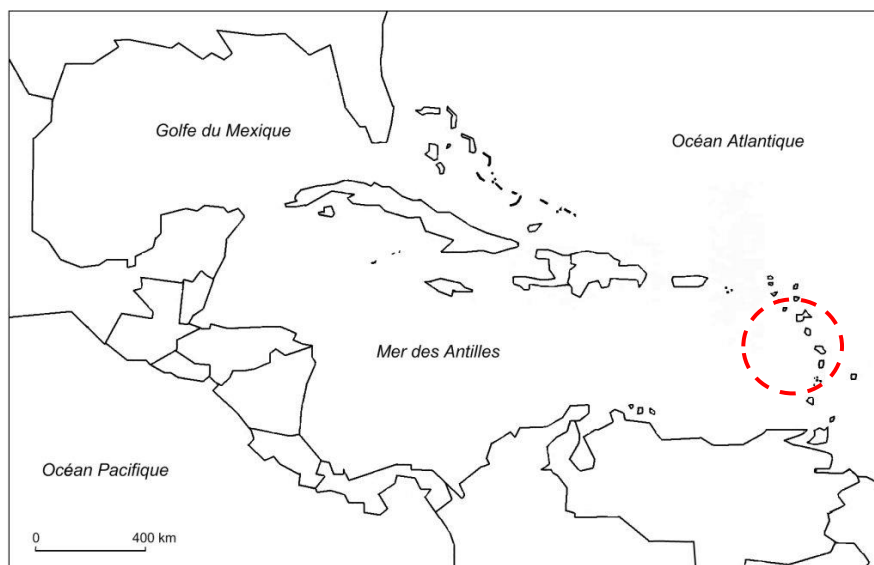 Golfe du Mexique
Océan Atlantique
Mer des Antilles
Océan Pacifique
0 400 km